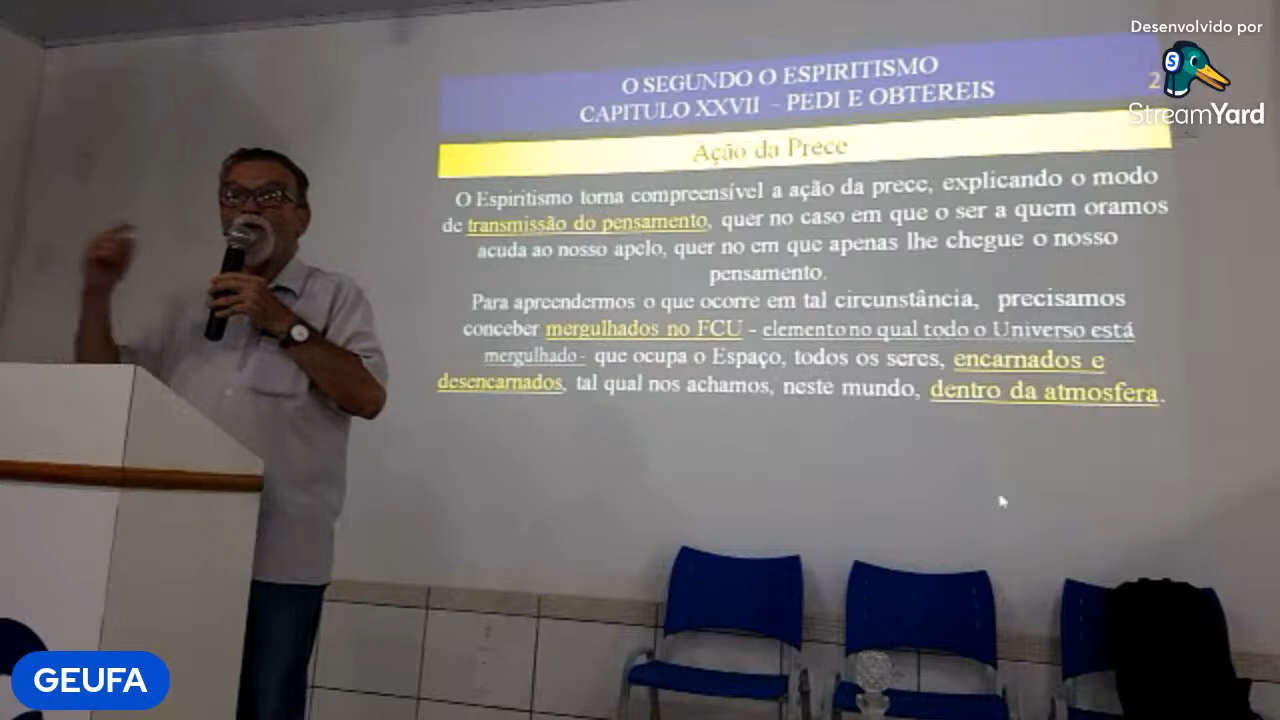 Desenvolvido por
StreamYard
O SEGUNDO O ESPIRITISMO
CAPITULO XXVII - PEDI E OBTEREIS
2
Ação da Prece
O Espiritismo torna compreensível a ação da prece, explicando o modo
de transmissão do pensamento, quer no caso em que o ser a quem oramos
acuda ao nosso apelo, quer no em que apenas lhe chegue o nosso
pensamento.
Para apreendermos o que ocorre em tal circunstância, precisamos
conceber mergulhados no FCU - elemento no qual todo o Universo está
mergulhado - que ocupa o Espaço, todos os seres, encarnados e
desencarnados, tal qual nos achamos, neste mundo, dentro da atmosfera.
GEUFA